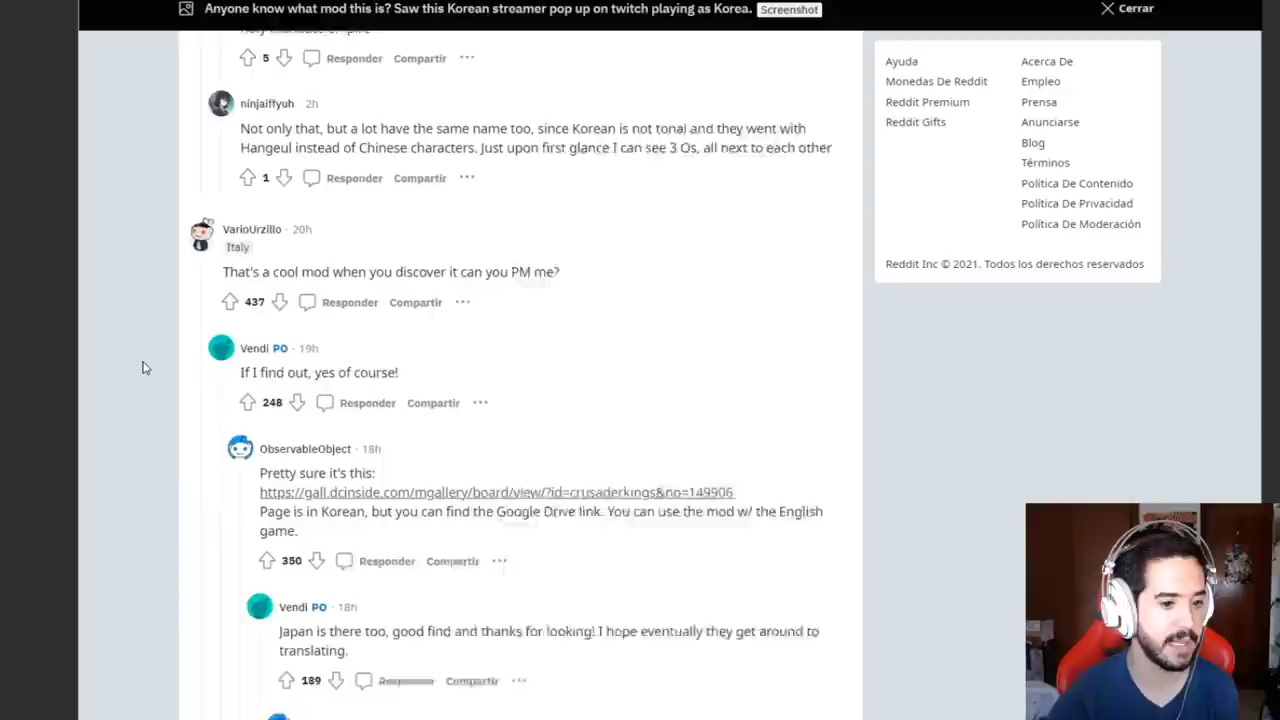 Anyone know what mod this is? Saw this Korean streamer pop up on twitch playing as Korea. Screenshot
Cerrar
5 Responder Compartir ···
ninjaiffyuh 2h
Not only that, but a lot have the same name too, since Korean is not tonal and they went with
Hangeul instead of Chinese characters. Just upon first glance I can see 3 Os, all next to each other
1 Responder Compartir ···
VarioUrzillo · 20h
Italy
That's a cool mod when you discover it can you PM me?
437 Responder Compartir ···
Vendi PO · 19h
If I find out, yes of course!
248 Responder Compartir ···
ObservableObject · 18h
Pretty sure it's this:
https://gall.dcinside.com/mgallery/board/view/?id=crusaderkings&no=149906
Page is in Korean, but you can find the Google Drive link. You can use the mod w/ the English
game.
350 Responder Compartir ···
Vendi PO · 18h
Japan is there too, good find and thanks for looking! I hope eventually they get around to
translating.
189 Responder Compartir ···
Ayuda
Monedas De Reddit
Reddit Premium
Reddit Gifts
Acerca De
Empleo
Prensa
Anunciarse
Blog
Términos
Política De Contenido
Política De Privacidad
Política De Moderación
Reddit Inc © 2021. Todos los derechos reservados